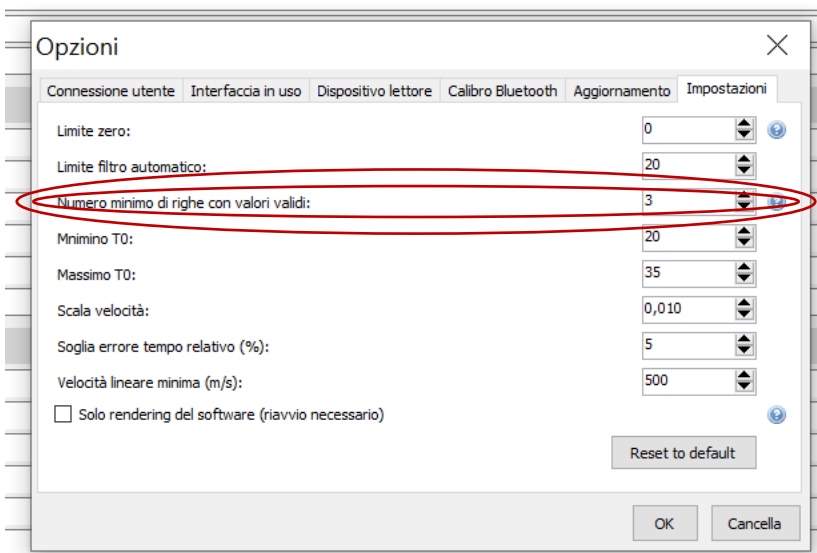 Opzioni
Connessione utente Interfaccia in uso Dispositivo lettore Calibro Bluetooth Aggiornamento Impostazioni
Limite zero: 0
Limite filtro automatico: 20
Numero minimo di righe con valori validi: 3
Mnimino T0: 20
Massimo T0: 35
Scala velocità: 0,010
Soglia errore tempo relativo (%): 5
Velocità lineare minima (m/s): 500
Solo rendering del software (riavvio necessario)
Reset to default
OK Cancella